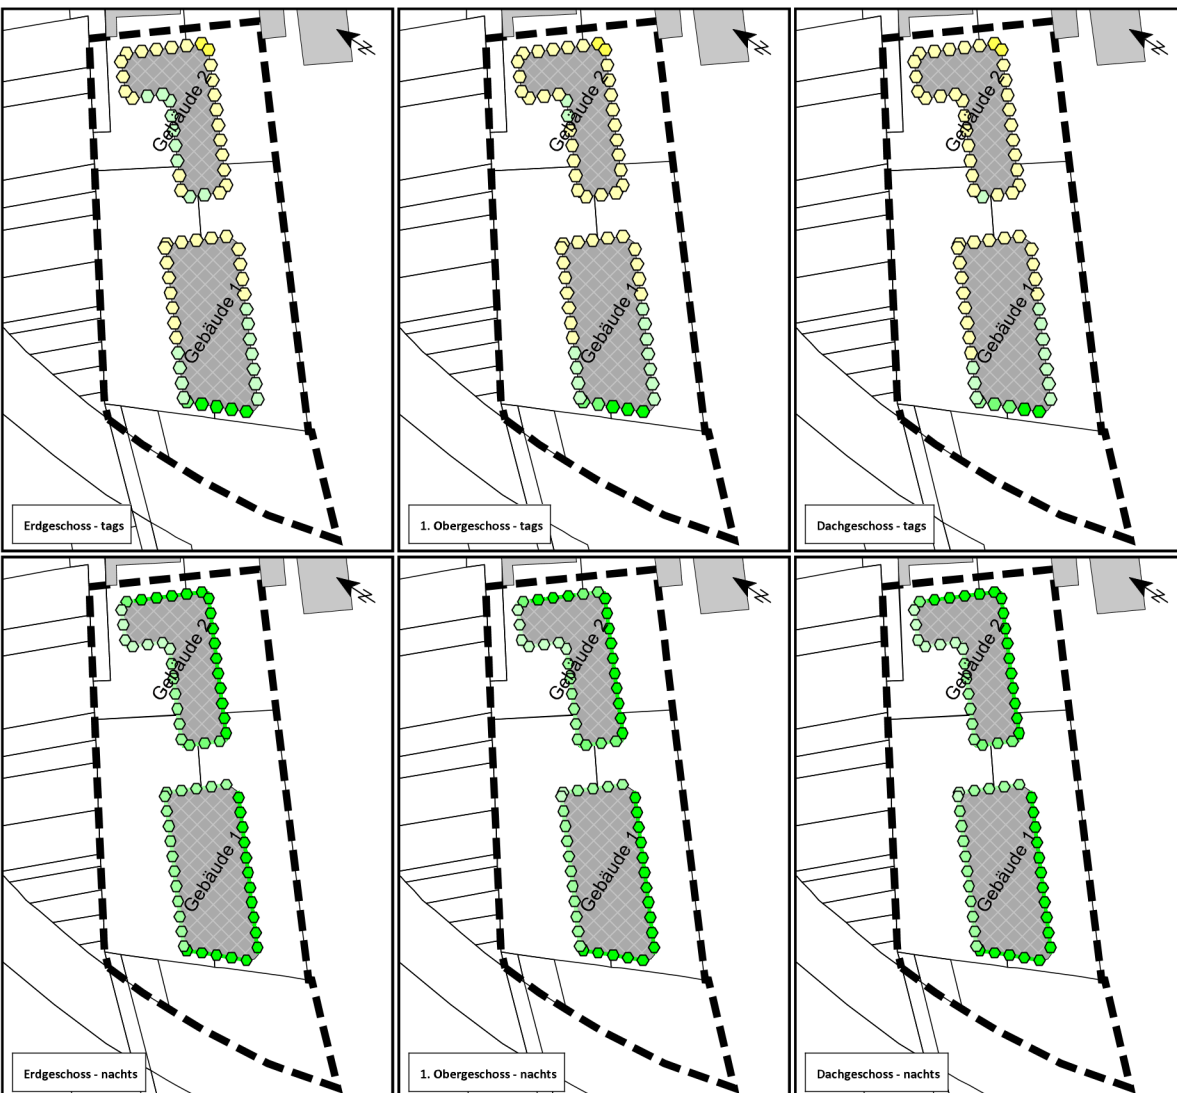 N
N
N
Gebäude 2
Gebäude 2
Gebäude 2
Gebäude 1
Gebäude 1
Gebäude 1
Erdgeschoss - tags
1. Obergeschoss - tags
Dachgeschoss - tags
N
N
N
Gebäude 2
Gebäude 2
Gebäude 2
Gebäude 1
Gebäude 1
Gebäude 1
Erdgeschoss - nachts
1. Obergeschoss - nachts
Dachgeschoss - nachts